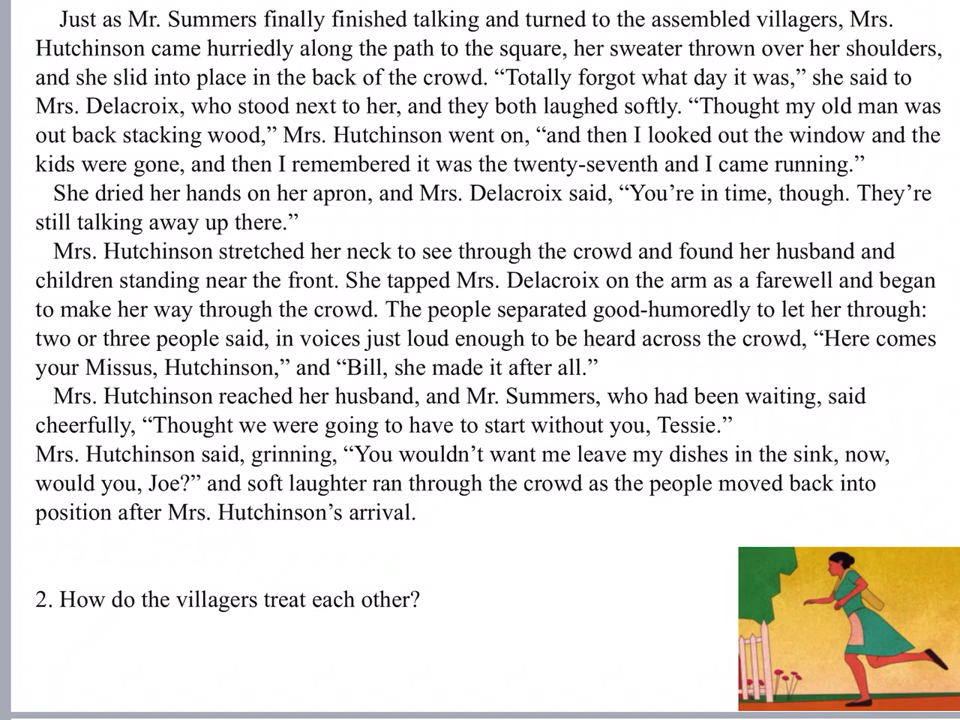 Just as Mr. Summers finally finished talking and turned to the assembled villagers, Mrs.
Hutchinson came hurriedly along the path to the square, her sweater thrown over her shoulders,
and she slid into place in the back of the crowd. “Totally forgot what day it was,” she said to
Mrs. Delacroix, who stood next to her, and they both laughed softly. “Thought my old man was
out back stacking wood,” Mrs. Hutchinson went on, “and then I looked out the window and the
kids were gone, and then I remembered it was the twenty-seventh and I came running.”
She dried her hands on her apron, and Mrs. Delacroix said, “You’re in time, though. They’re
still talking away up there.”
Mrs. Hutchinson stretched her neck to see through the crowd and found her husband and
children standing near the front. She tapped Mrs. Delacroix on the arm as a farewell and began
to make her way through the crowd. The people separated good-humoredly to let her through:
two or three people said, in voices just loud enough to be heard across the crowd, “Here comes
your Missus, Hutchinson,” and “Bill, she made it after all.”
Mrs. Hutchinson reached her husband, and Mr. Summers, who had been waiting, said
cheerfully, “Thought we were going to have to start without you, Tessie.”
Mrs. Hutchinson said, grinning, “You wouldn’t want me leave my dishes in the sink, now,
would you, Joe?” and soft laughter ran through the crowd as the people moved back into
position after Mrs. Hutchinson’s arrival.
2. How do the villagers treat each other?